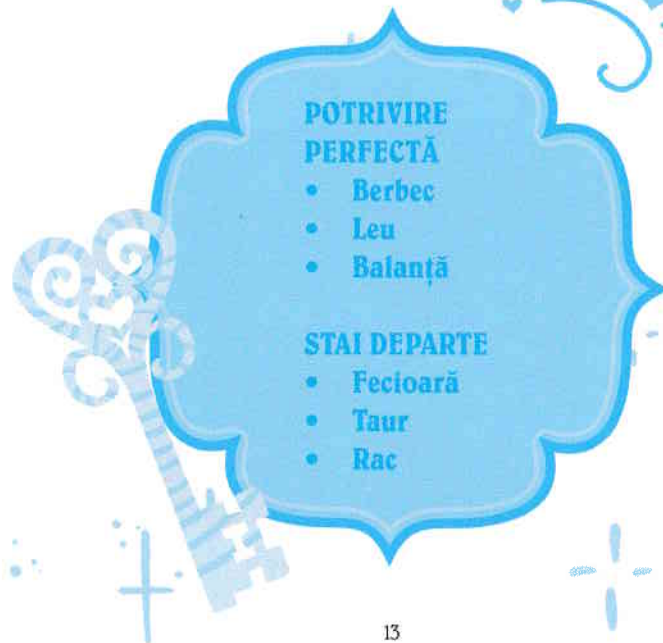 POTRIVIRE
PERFECTĂ
• Berbec
• Leu
• Balanță
STAI DEPARTE
• Fecioară
• Taur
• Rac
13